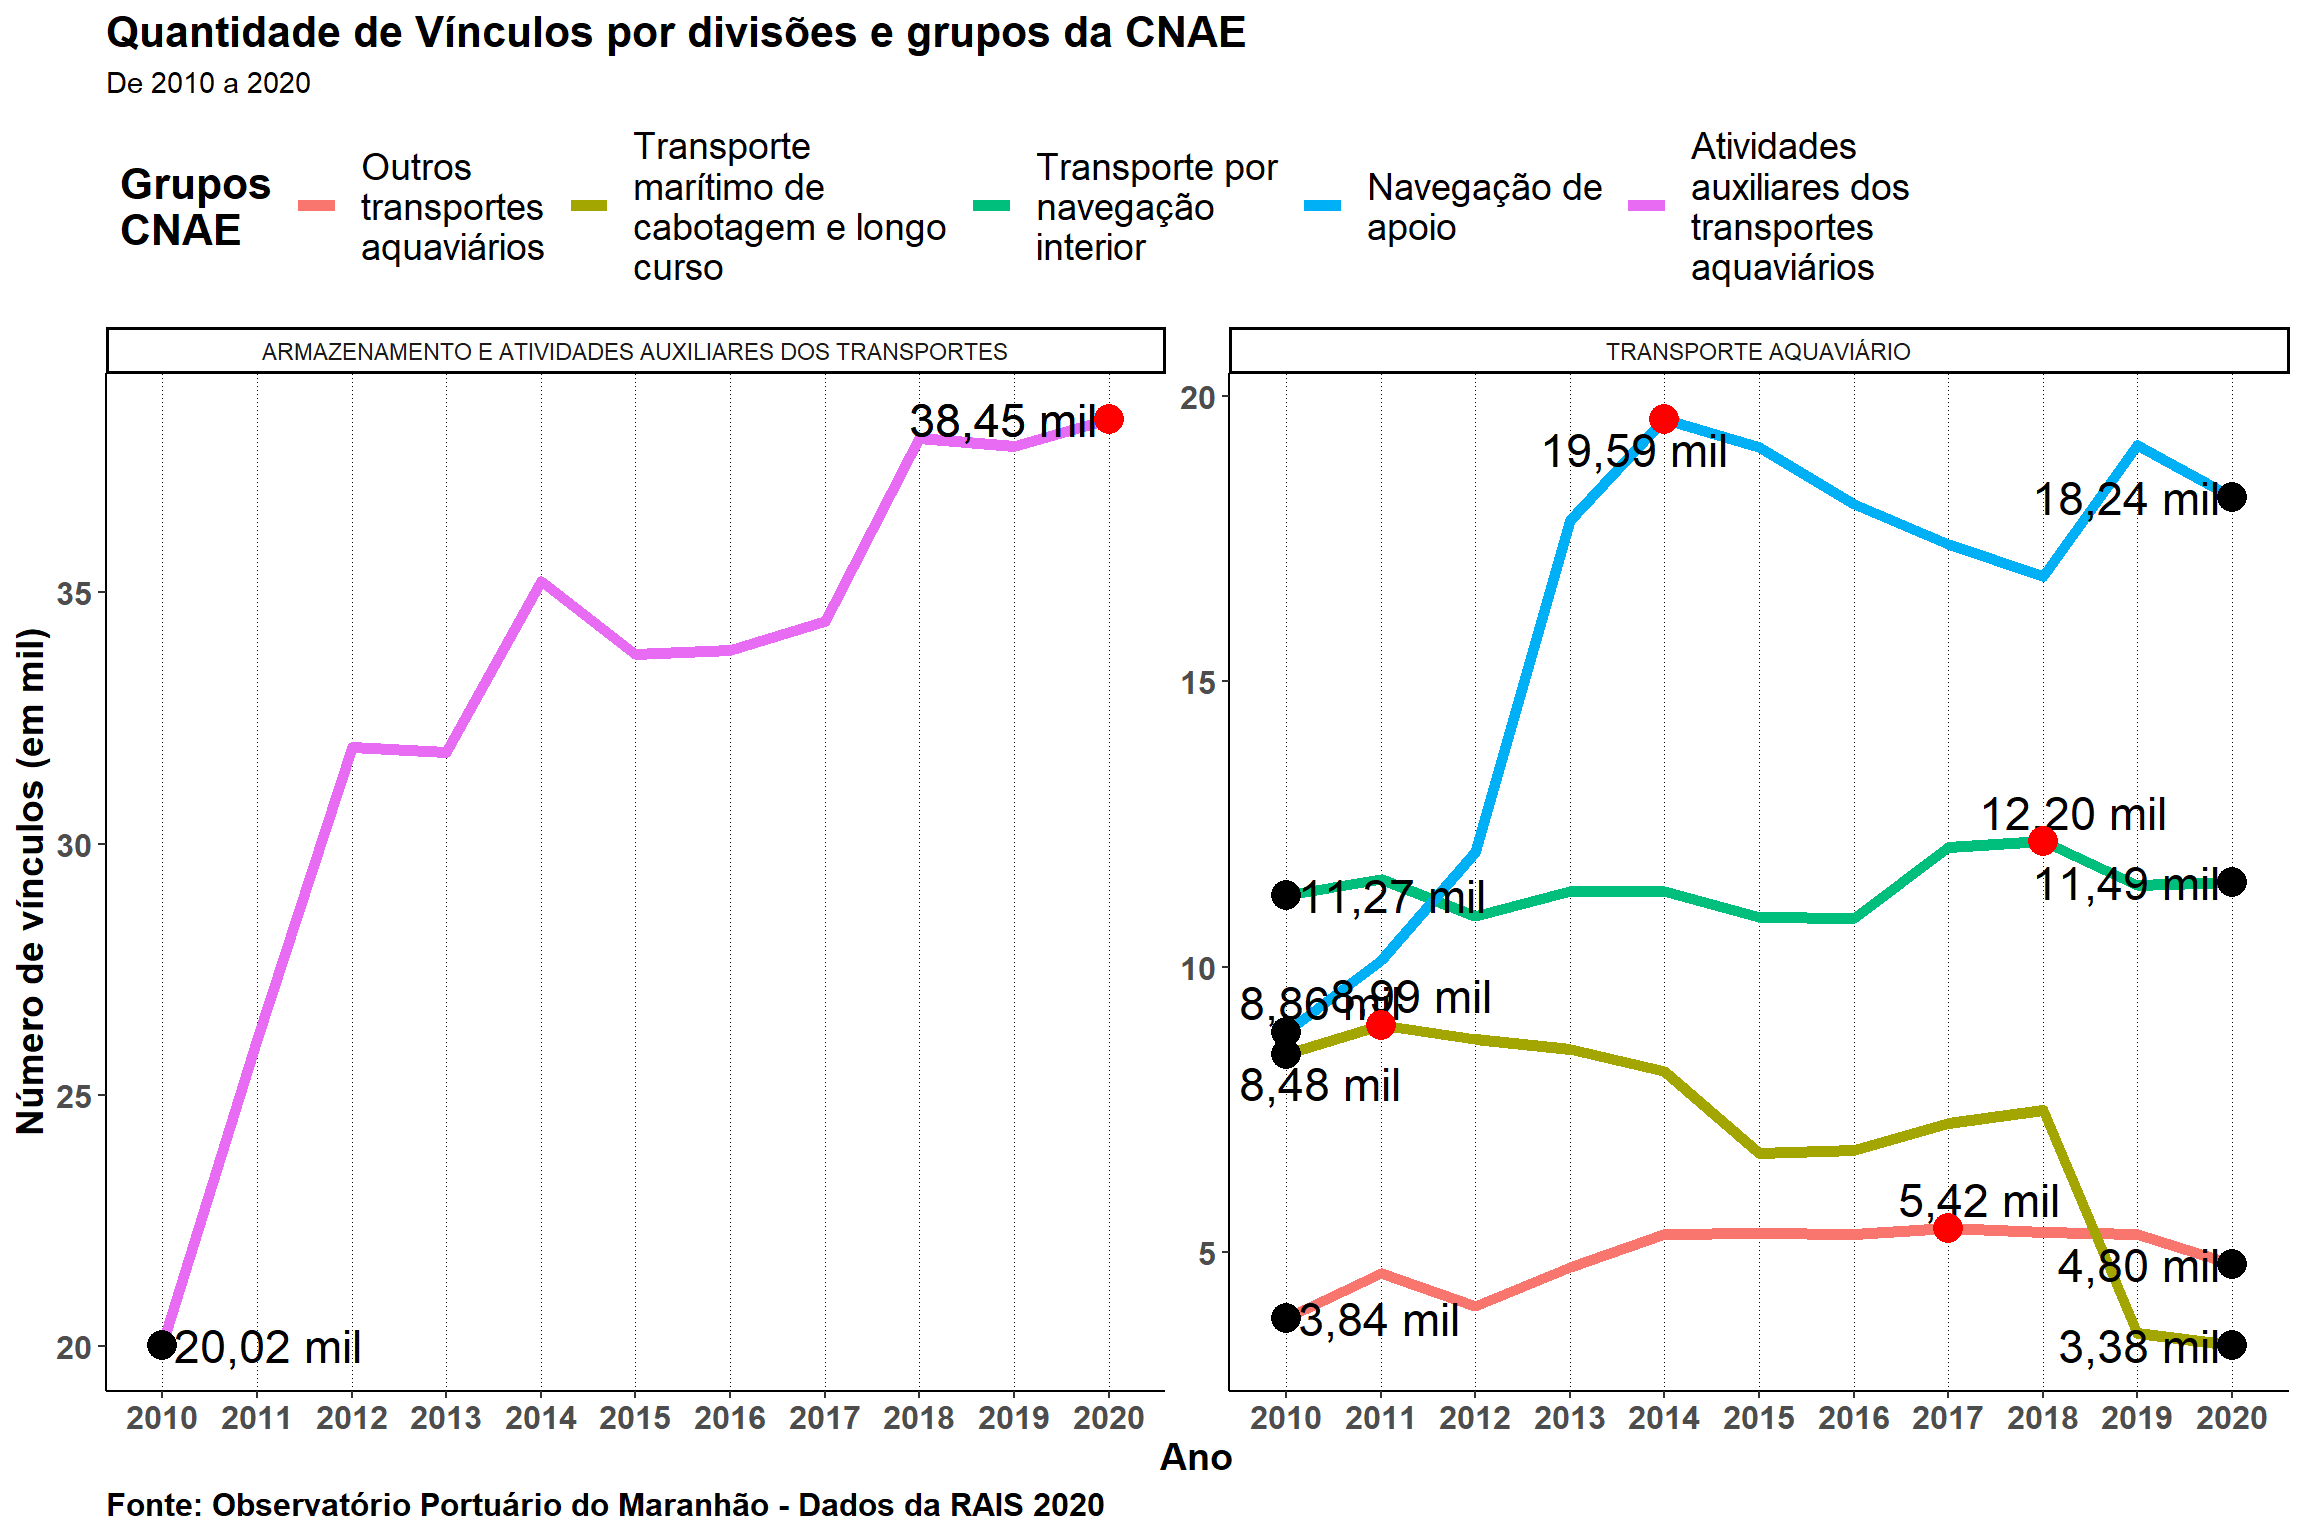 Quantidade de Vínculos por divisões e grupos da CNAE
De 2010 a 2020
Grupos
CNAE
Outros
transportes
aquaviários
Transporte
marítimo de
cabotagem e longo
curso
Transporte por
navegação
interior
Navegação de
apoio
Atividades
auxiliares dos
transportes
aquaviários
ARMAZENAMENTO E ATIVIDADES AUXILIARES DOS TRANSPORTES
TRANSPORTE AQUAVIÁRIO
Número de vínculos (em mil)
35
30
25
20
38,45 mil
20,02 mil
2010 2011 2012 2013 2014 2015 2016 2017 2018 2019 2020
20
15
10
5
19,59 mil
18,24 mil
12,20 mil
11,27 mil
11,49 mil
8,86 mil
8,99 mil
8,48 mil
5,42 mil
4,80 mil
3,84 mil
3,38 mil
2010 2011 2012 2013 2014 2015 2016 2017 2018 2019 2020
Ano
Fonte: Observatório Portuário do Maranhão - Dados da RAIS 2020